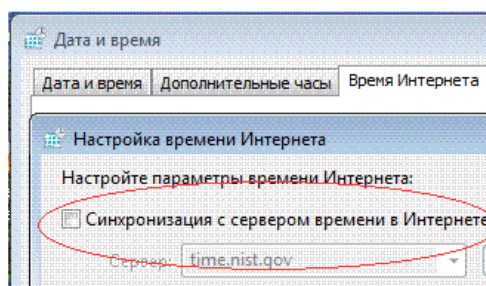 Дата и время
Дата и время Дополнительные часы Время Интернета
Настройка времени Интернета
Настройте параметры времени Интернета:
Синхронизация с сервером времени в Интернете
Сервер: time.nist.gov